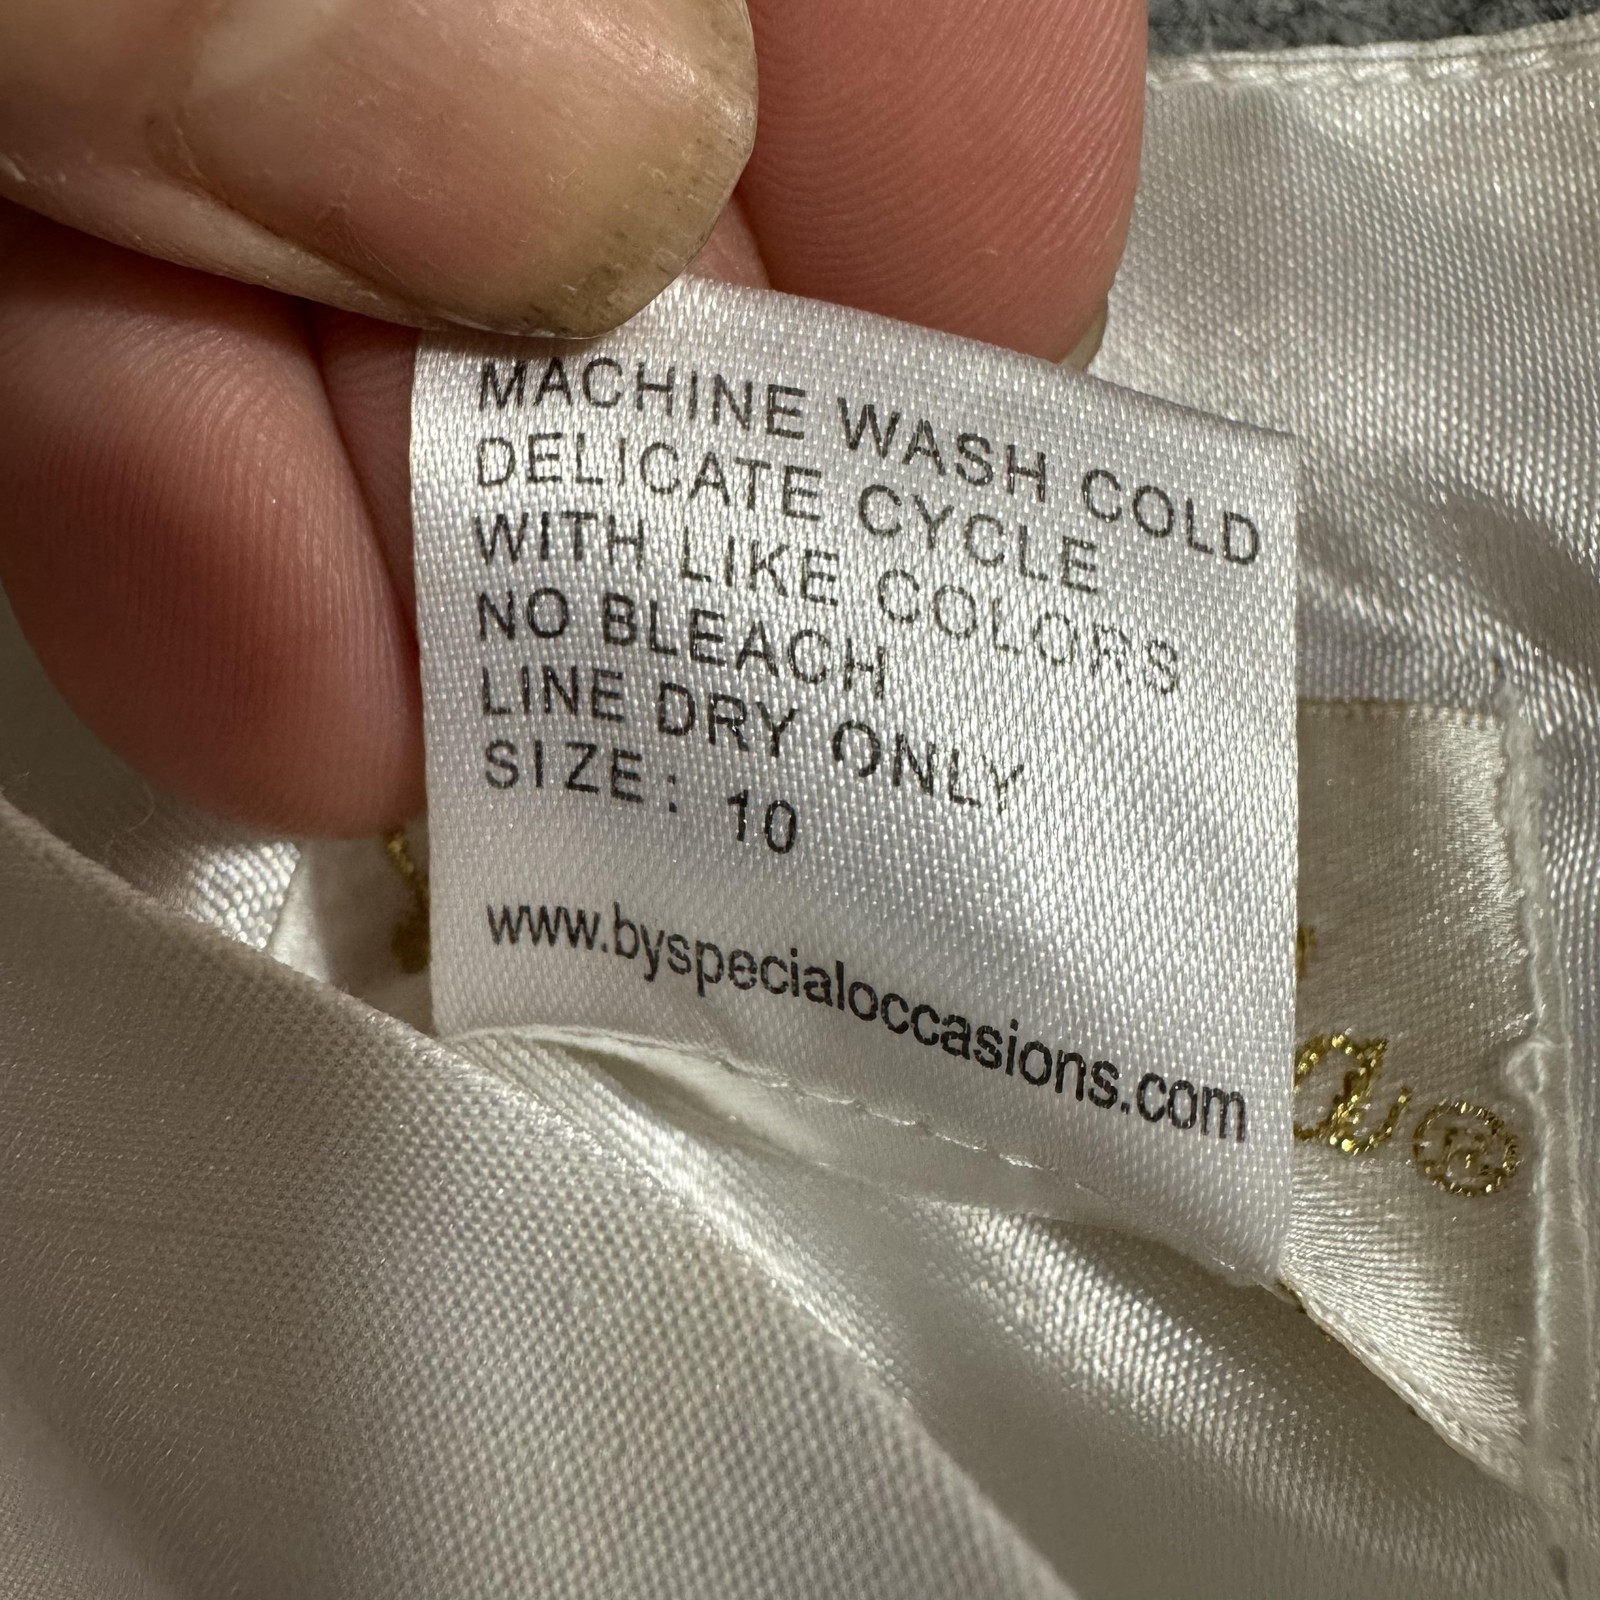 MACHINE WASH COLD
DELICATE CYCLE
WITH LIKE COLORS
NO BLEACH
LINE DRY ONLY
SIZE: 10
www.byspecialoccasions.com
®